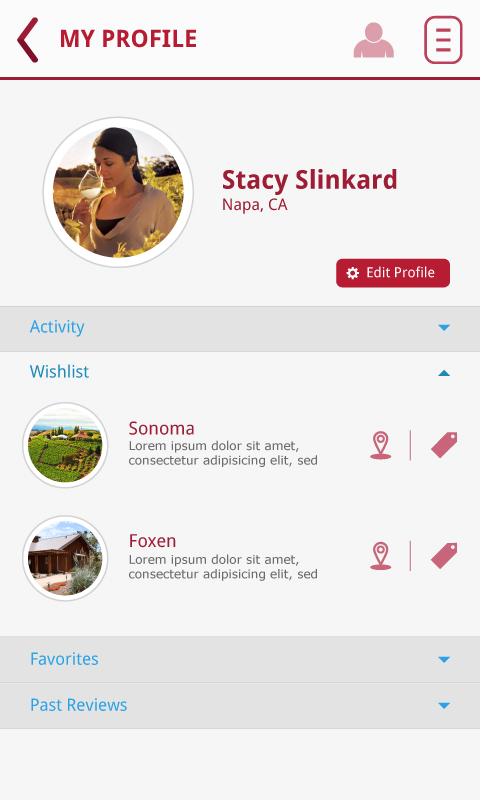 MY PROFILE
Stacy Slinkard
Napa, CA
Edit Profile
Activity
Wishlist
Sonoma
Lorem ipsum dolor sit amet,
consectetur adipisicing elit, sed
Foxen
Lorem ipsum dolor sit amet,
consectetur adipisicing elit, sed
Favorites
Past Reviews